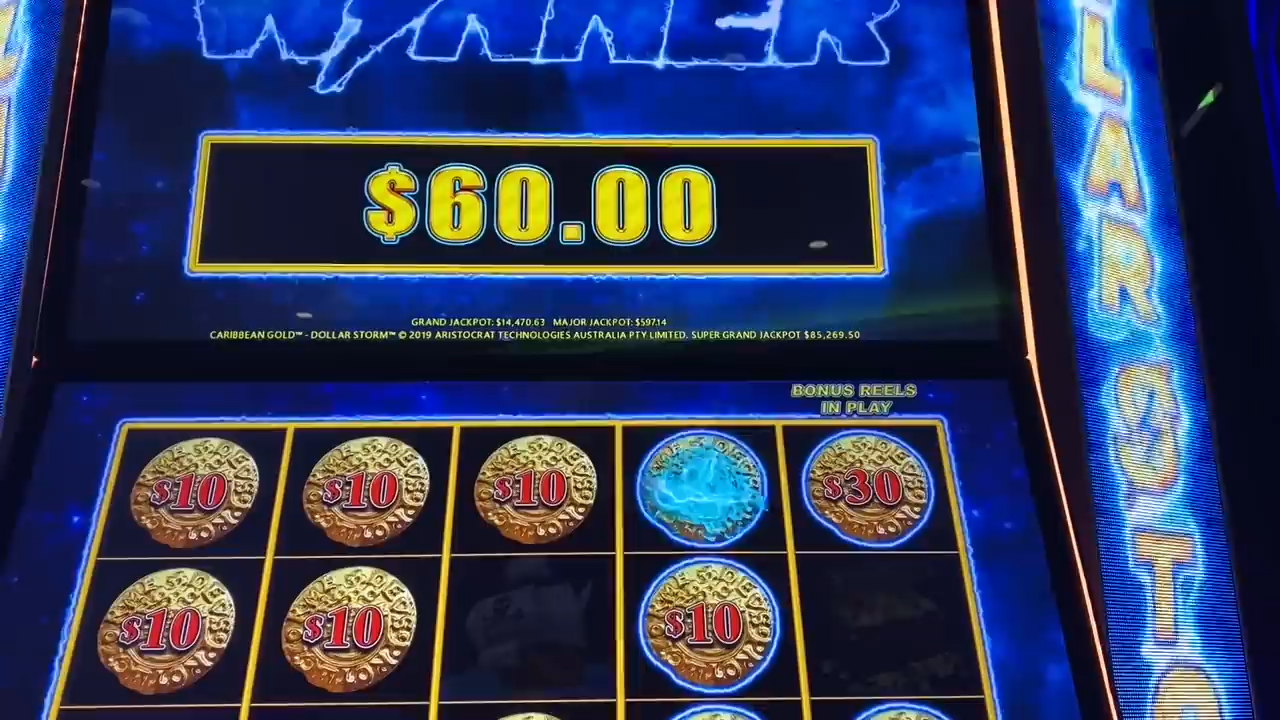 WINNER
$60.00
GRAND JACKPOT: $14,470.63 MAJOR JACKPOT: $597.14
CARIBBEAN GOLD™ - DOLLAR STORM™ © 2019 ARISTOCRAT TECHNOLOGIES AUSTRALIA PTY LIMITED. SUPER GRAND JACKPOT $85,269.50
BONUS REELS
IN PLAY
$10 $10 $10 $30
$10 $10 $10
LAR STO